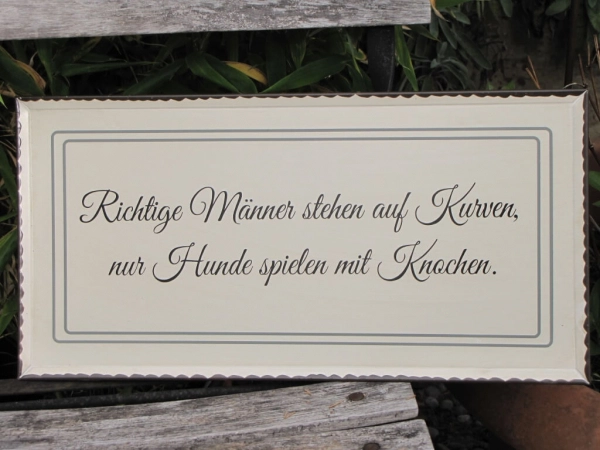 Richtige Männer stehen auf Kurven,
nur Hunde spielen mit Knochen.